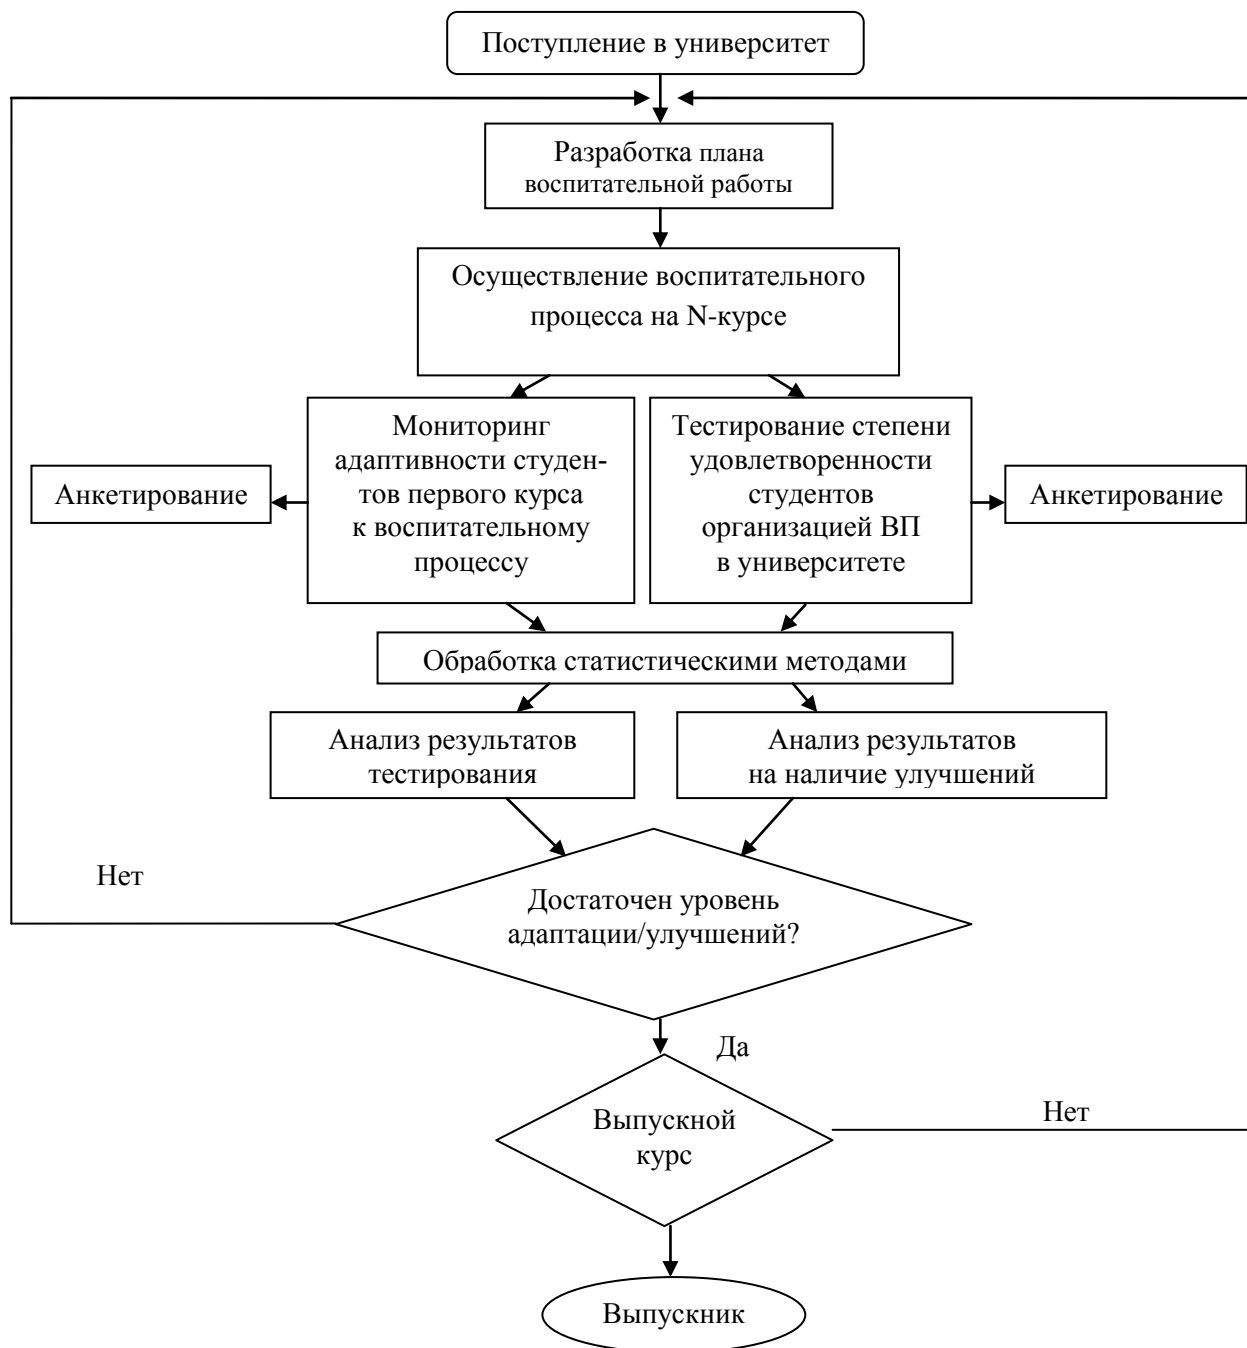 Поступление в университет
Разработка плана
воспитательной работы
Осуществление воспитательного
процесса на N-курсе
Мониторинг
адаптивности студен-
тов первого курса
к воспитательному
процессу
Тестирование степени
удовлетворенности
студентов
организацией ВП
в университете
Анкетирование
Анкетирование
Обработка статистическими методами
Анализ результатов
тестирования
Анализ результатов
на наличие улучшений
Нет
Достаточен уровень
адаптации/улучшений?
Да
Выпускной
курс
Нет
Выпускник